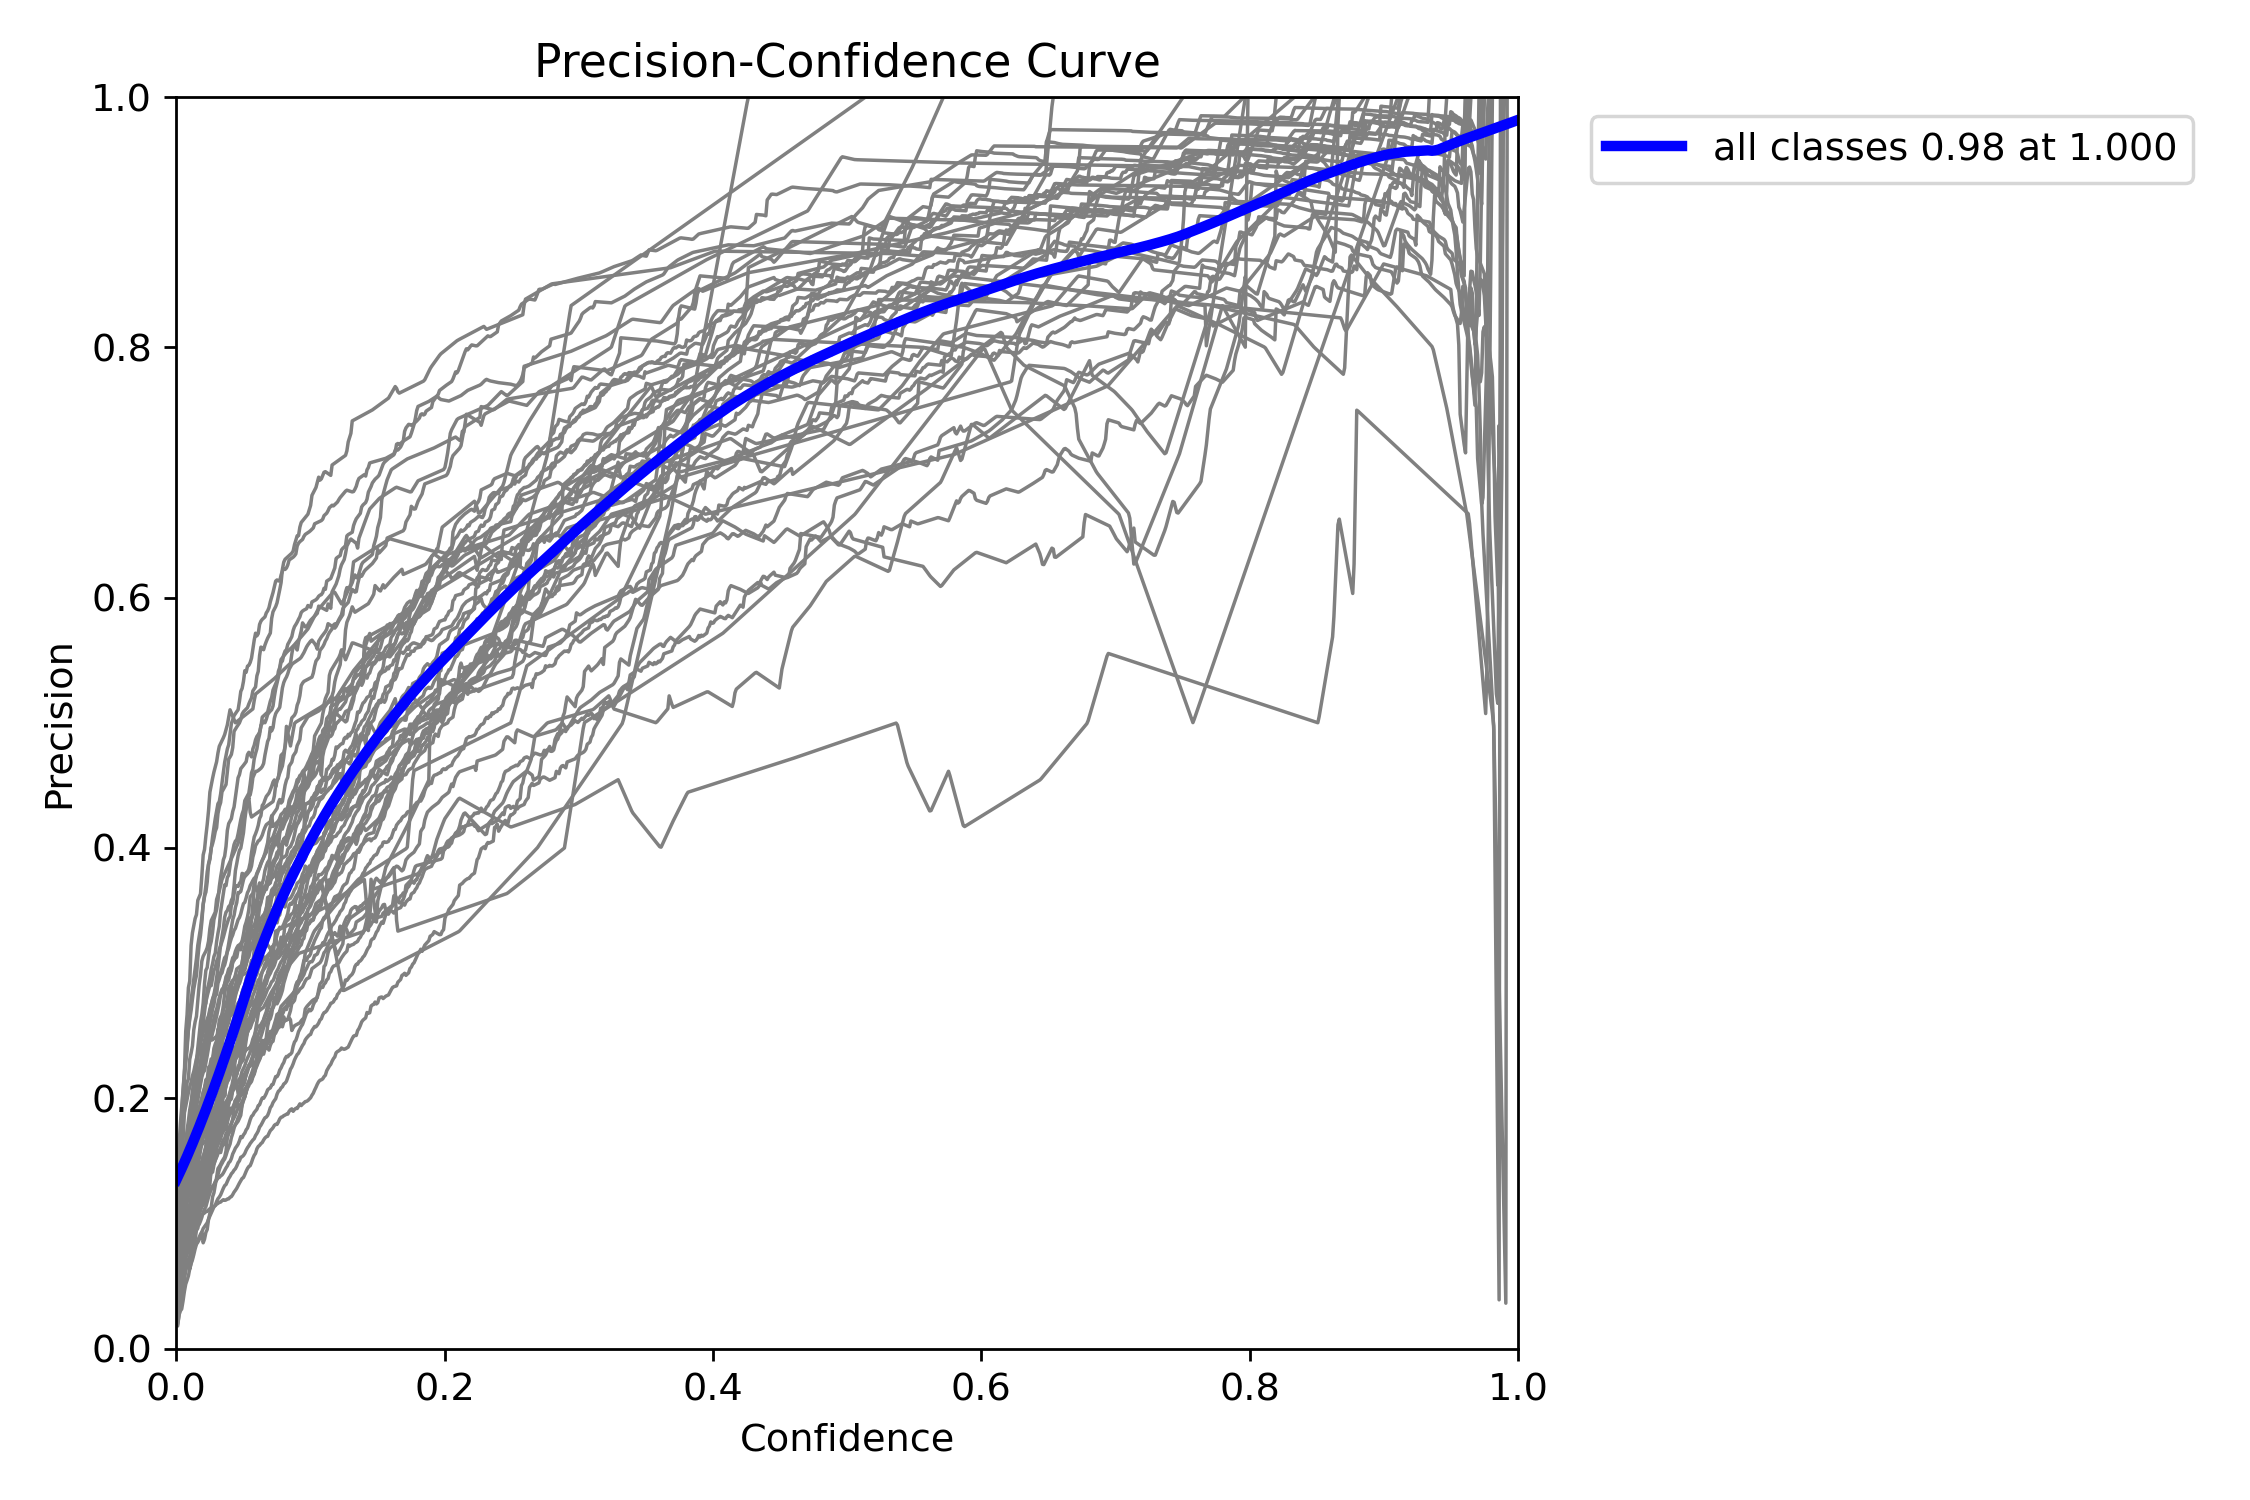 Precision-Confidence Curve
all classes 0.98 at 1.000
Precision
1.0
0.8
0.6
0.4
0.2
0.0
0.0 0.2 0.4 0.6 0.8 1.0
Confidence